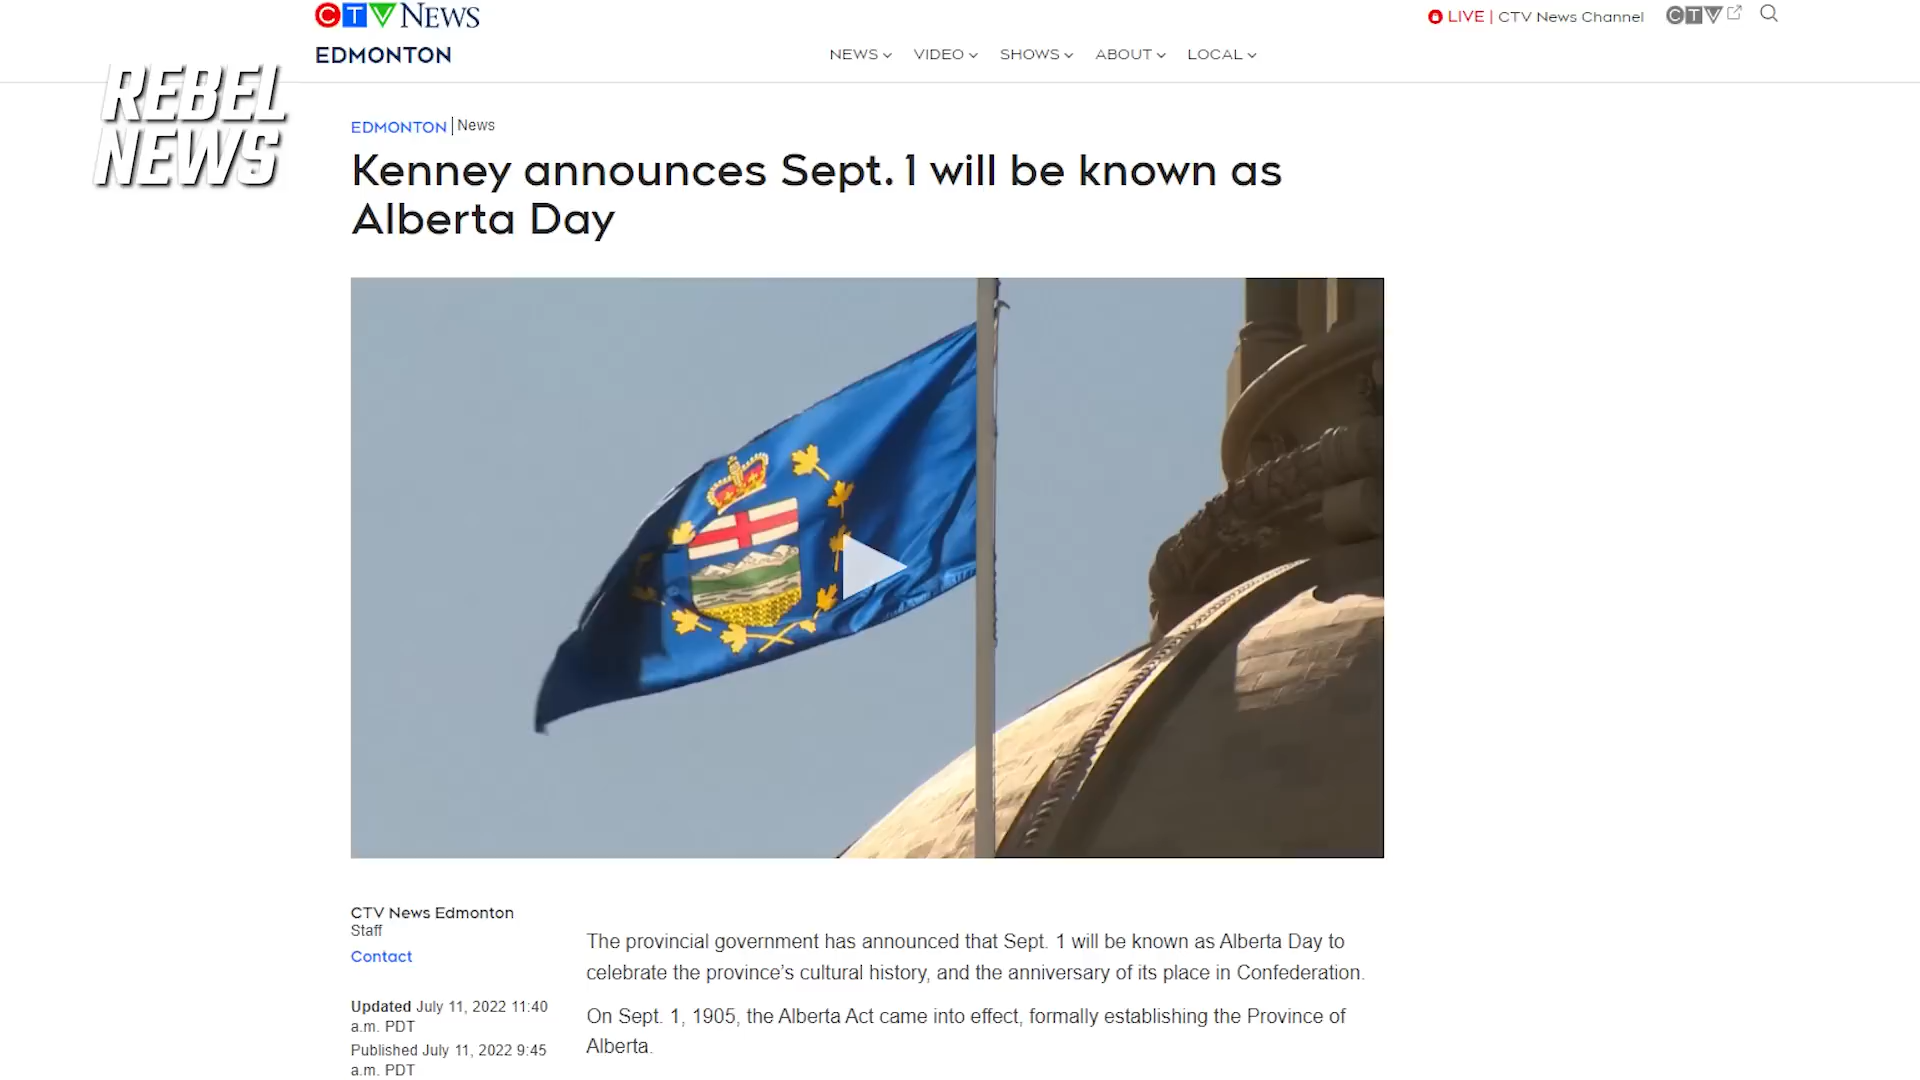 CTV NEWS
LIVE | CTV News Channel
CTV
EDMONTON
NEWS
VIDEO
SHOWS
ABOUT
LOCAL
REBEL
NEWS
EDMONTON | News
Kenney announces Sept. 1 will be known as
Alberta Day
CTV News Edmonton
Staff
Contact
Updated July 11, 2022 11:40
a.m. PDT
Published July 11, 2022 9:45
a.m. PDT
The provincial government has announced that Sept. 1 will be known as Alberta Day to
celebrate the province’s cultural history, and the anniversary of its place in Confederation.
On Sept. 1, 1905, the Alberta Act came into effect, formally establishing the Province of
Alberta.